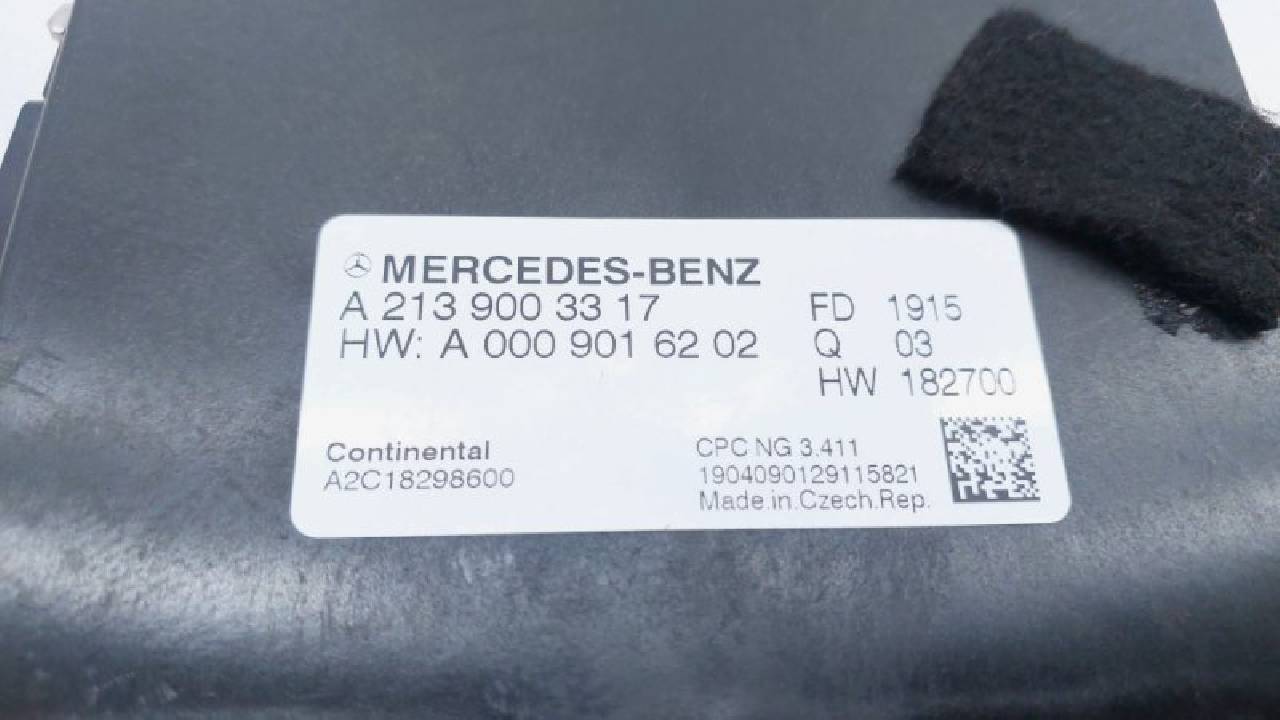 MERCEDES-BENZ
A 213 900 33 17 FD 1915
HW: A 000 901 62 02 Q 03
HW 182700
Continental CPC NG 3.411
A2C18298600 1904090129115821
Made.in.Czech.Rep.